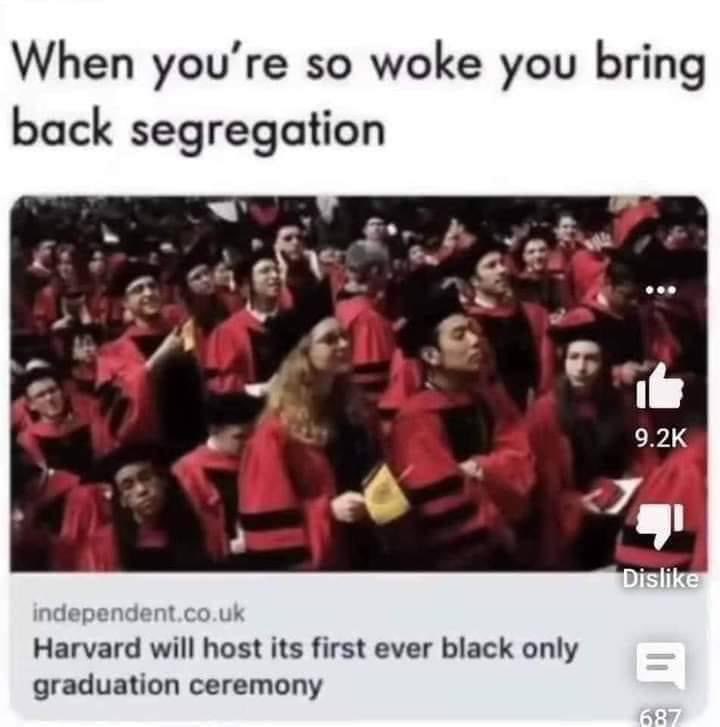 When you're so woke you bring
back segregation
9.2K
Dislike
independent.co.uk
Harvard will host its first ever black only
graduation ceremony
687